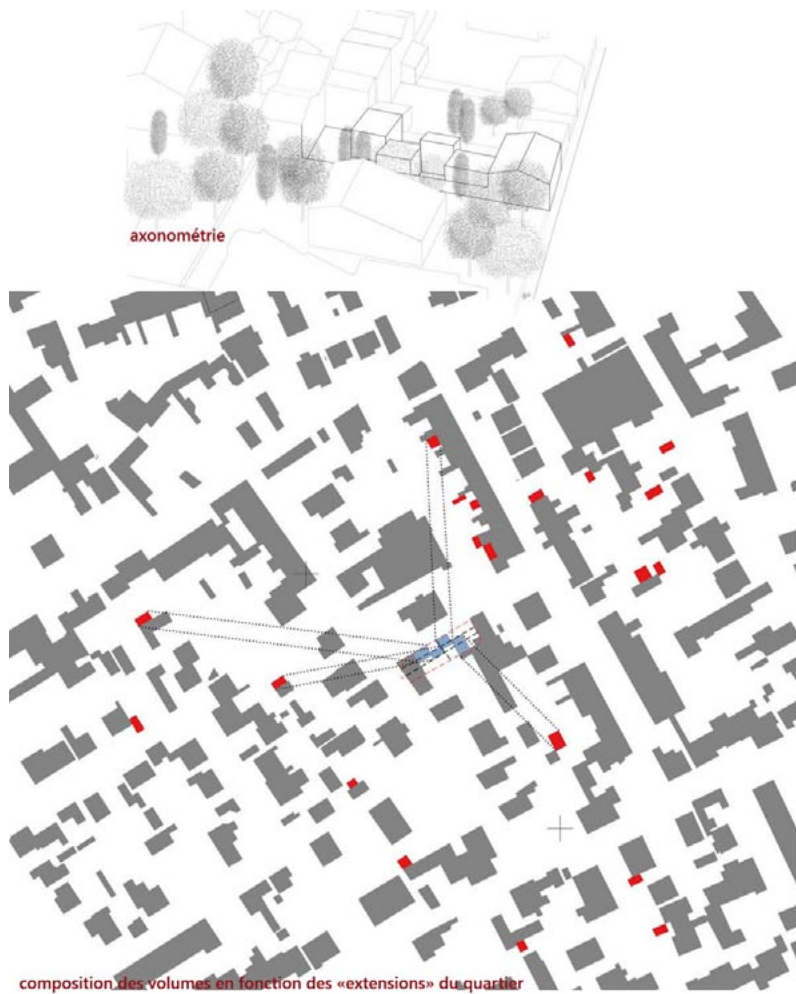 axonométrie
composition des volumes en fonction des «extensions» du quartier